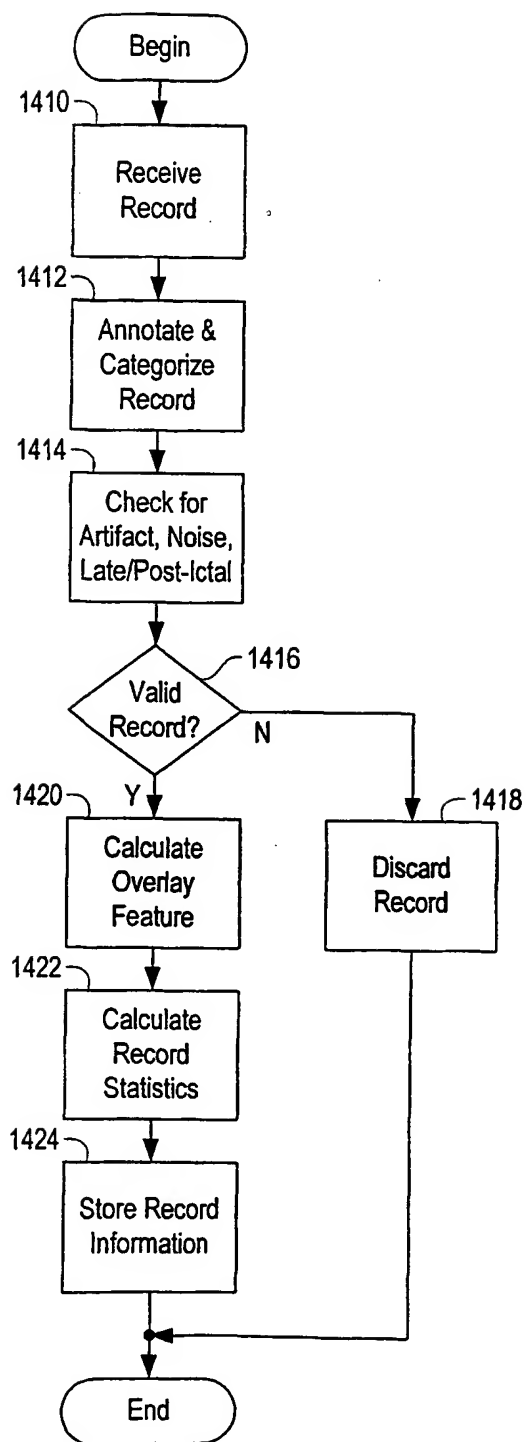 Begin
1410
Receive
Record
1412
Annotate &
Categorize
Record
1414
Check for
Artifact, Noise,
Late/Post-Ictal
1416
Valid
Record?
N
Y
1420
Calculate
Overlay
Feature
1418
Discard
Record
1422
Calculate
Record
Statistics
1424
Store Record
Information
End